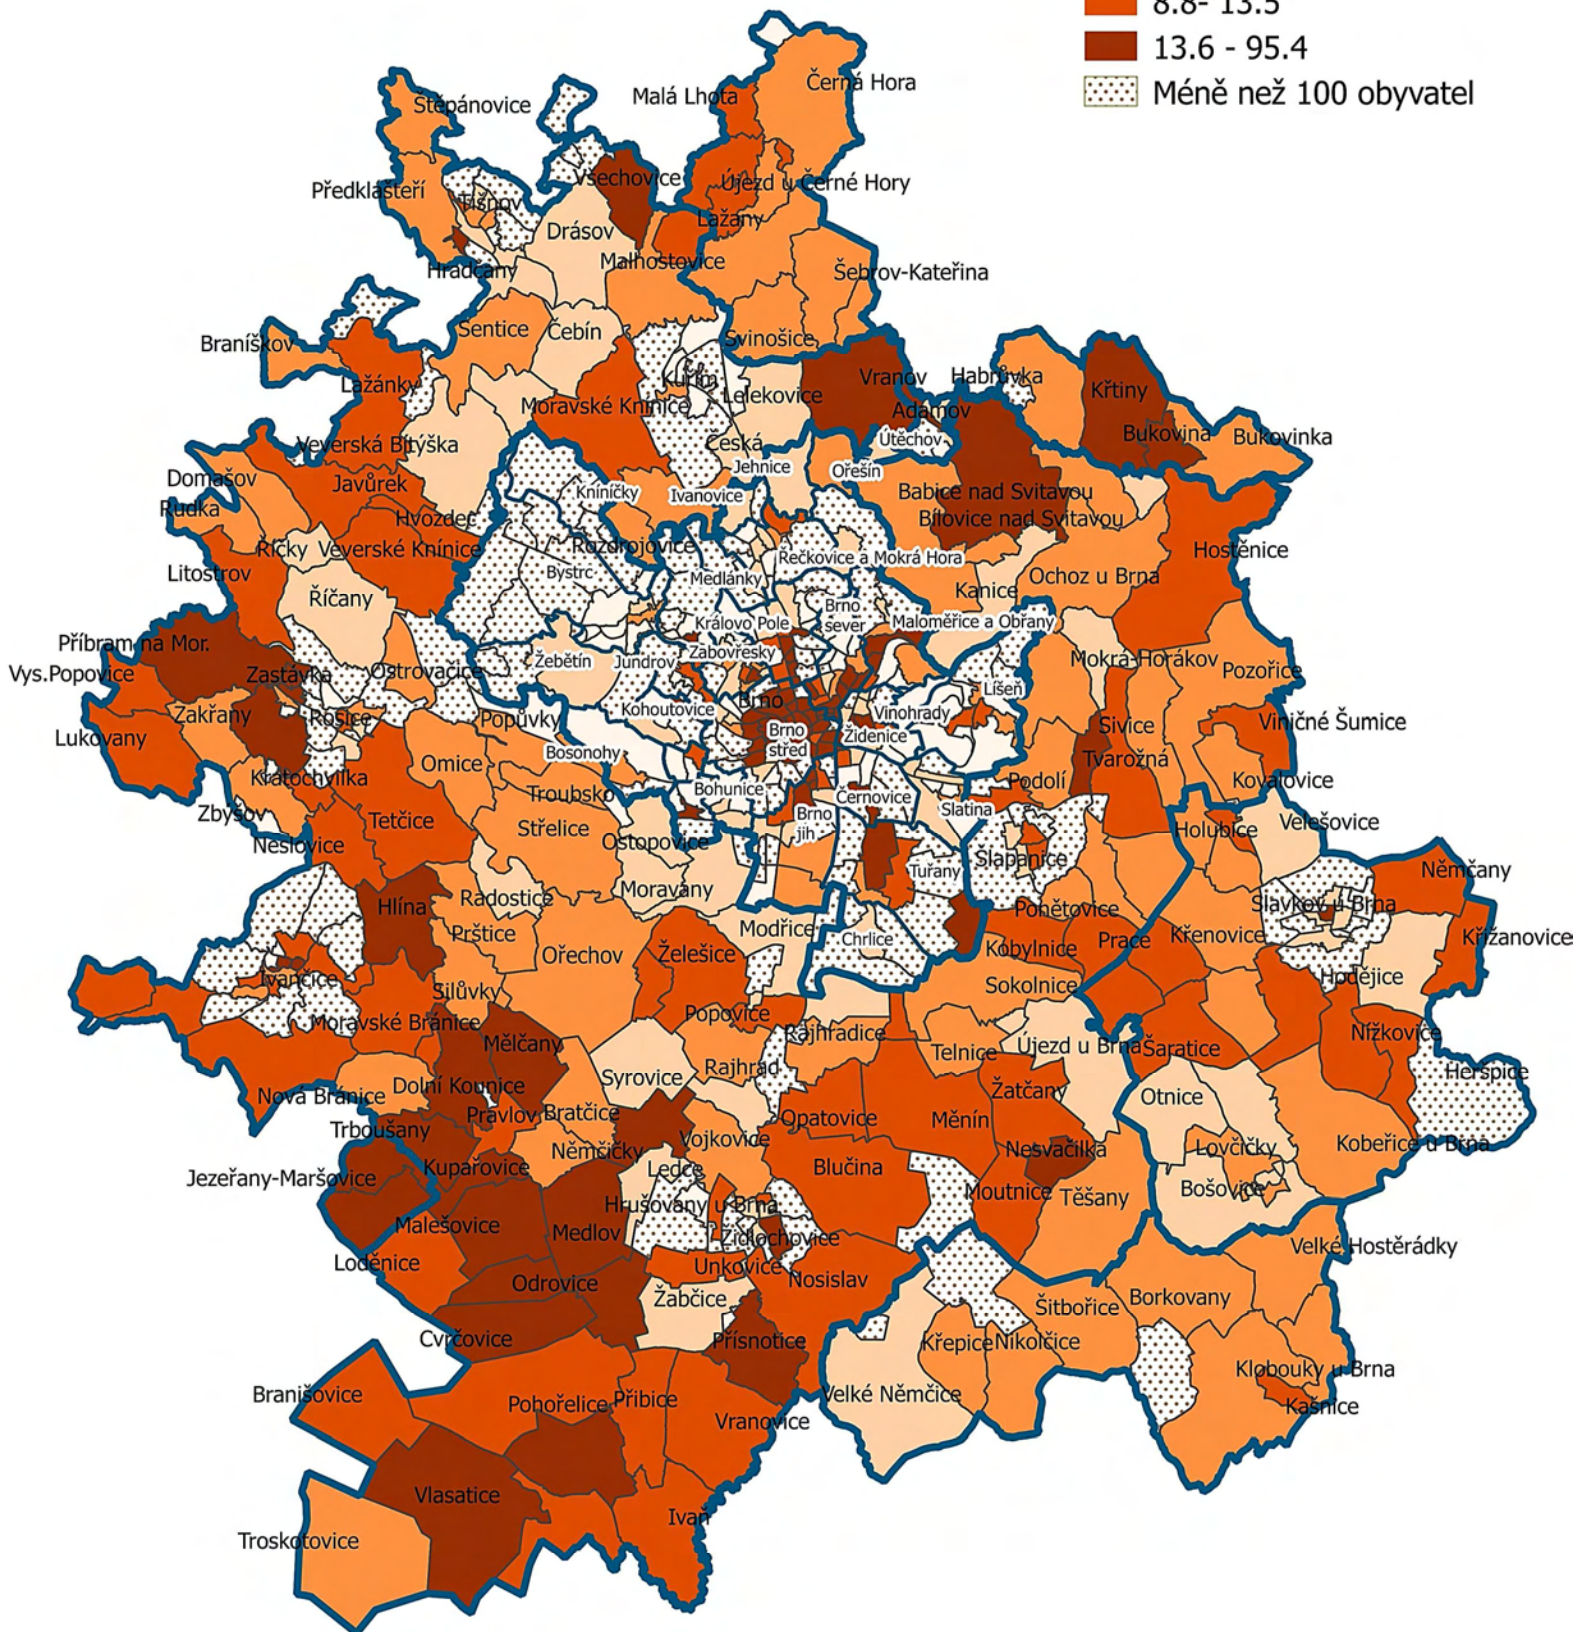 8.8- 13.5
13.6 - 95.4
Méně než 100 obyvatel
Černá Hora
Malá Lhota
Štěpánovice
Všechovice
Předklášteří
Újezd u Černé Hory
Tišnov
Lažany
Drásov
Malhostovice
Hradčany
Šebrov-Kateřina
Sentice
Čebín
Svinošice
Braníškov
Lažánky
Kuřim
Lelekovice
Vranov
Habrůvka
Křtiny
Moravské Knínice
Adamov
Bukovina
Bukovinka
Veverská Bítýška
Česká
Útěchov
Jehnice
Ořešín
Domašov
Javůrek
Kníničky
Ivanovice
Babice nad Svitavou
Rudka
Hvozdec
Bílovice nad Svitavou
Říčky
Veverské Knínice
Rozdrojovice
Řečkovice a Mokrá Hora
Hostěnice
Litostrov
Bystrc
Medlánky
Ochoz u Brna
Kanice
Říčany
Brno
sever
Královo Pole
Maloměřice a Obřany
Příbram na Mor.
Žabovřesky
Vys.Popovice
Zastávka
Ostrovačice
Žebětín
Jundrov
Mokrá-Horákov
Pozořice
Líšeň
Zakřany
Rosice
Popůvky
Kohoutovice
Brno
Vinohrady
Sivice
Viničné Šumice
Lukovany
Brno
střed
Židenice
Bosonohy
Omice
Tvarožná
Kratochvilka
Podolí
Kovalovice
Troubsko
Bohunice
Černovice
Slatina
Zbýšov
Tetčice
Střelice
Brno
jih
Holubice
Velešovice
Neslovice
Ostopovice
Šlapanice
Tuřany
Němčany
Moravany
Radostice
Hlína
Ponětovice
Slavkov u Brna
Prštice
Modřice
Chrlice
Prace
Křenovice
Křižanovice
Ořechov
Želešice
Kobylnice
Ivančice
Silůvky
Sokolnice
Hodějice
Moravské Bránice
Popovice
Rajhradice
Nížkovice
Mělčany
Telnice
Újezd u Brna
Šaratice
Rajhrad
Syrovice
Heršpice
Dolní Kounice
Žatčany
Nová Bránice
Otnice
Pravlov
Bratčice
Opatovice
Měnín
Trboušany
Vojkovice
Kobeřice u Brna
Němčičky
Nesvačilka
Lovčičky
Kupařovice
Ledce
Blučina
Jezeřany-Maršovice
Moutnice
Těšany
Bošovice
Hrušovany u Brna
Malešovice
Medlov
Židlochovice
Velké Hostěrádky
Loděnice
Unkovice
Nosislav
Odrovice
Žabčice
Šitbořice
Borkovany
Cvrčovice
Přísnotice
Křepice
Nikolčice
Klobouky u Brna
Branišovice
Velké Němčice
Pohořelice
Přibice
Kašnice
Vranovice
Vlasatice
Ivaň
Troskotovice